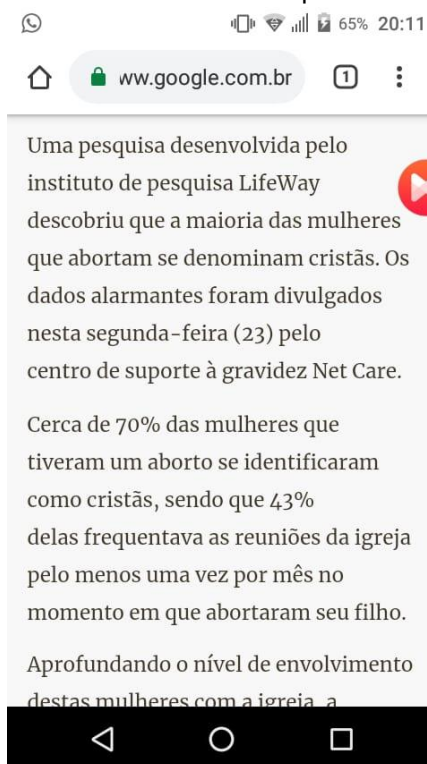 65% 20:11
ww.google.com.br
1
Uma pesquisa desenvolvida pelo
instituto de pesquisa LifeWay
descobriu que a maioria das mulheres
que abortam se denominam cristãs. Os
dados alarmantes foram divulgados
nesta segunda-feira (23) pelo
centro de suporte à gravidez Net Care.
Cerca de 70% das mulheres que
tiveram um aborto se identificaram
como cristãs, sendo que 43%
delas frequentava as reuniões da igreja
pelo menos uma vez por mês no
momento em que abortaram seu filho.
Aprofundando o nível de envolvimento
destas mulheres com a igreja, a